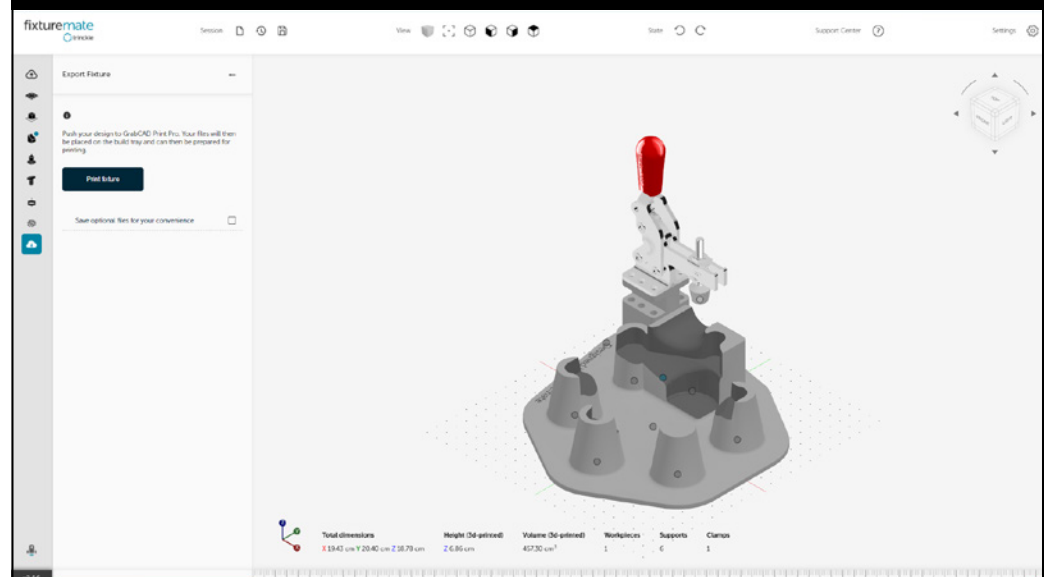 fixturemate
trinckle
Session
View
State
Support Center
Settings
Export Fixture
Push your design to GrabCAD Print Pro. Your files will then
be placed on the build tray and can then be prepared for
printing.
Print fixture
Save optional files for your convenience
Total dimensions
X 19.43 cm Y 20.40 cm Z 18.79 cm
Height (3d-printed)
Z 6.86 cm
Volume (3d-printed)
457.30 cm³
Workpieces
1
Supports
6
Clamps
1